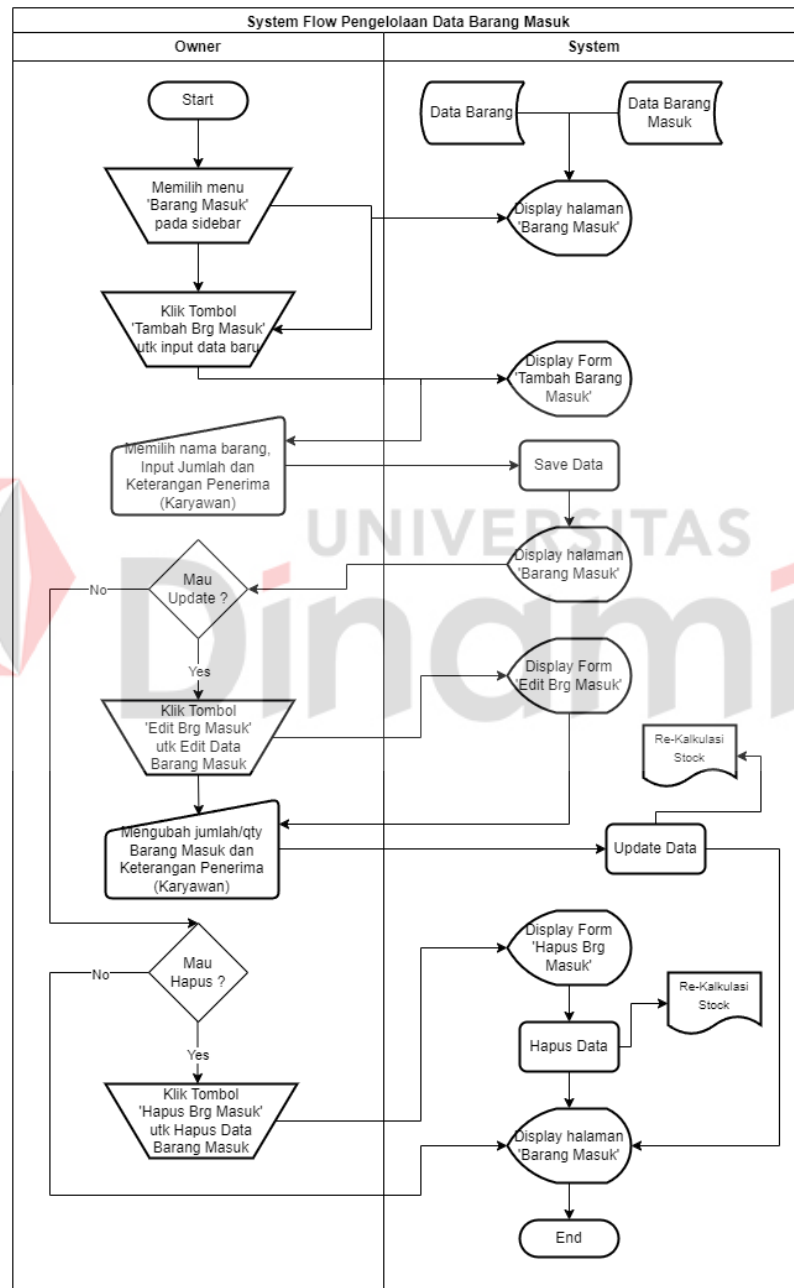 System Flow Pengelolaan Data Barang Masuk
Owner
System
Start
Data Barang
Data Barang
Masuk
Memilih menu
'Barang Masuk'
pada sidebar
Display halaman
'Barang Masuk'
Klik Tombol
'Tambah Brg Masuk'
utk input data baru
Display Form
'Tambah Barang
Masuk'
Memilih nama barang,
Input Jumlah dan
Keterangan Penerima
(Karyawan)
Save Data
UNIVERSITAS
Dinami
Display halaman
'Barang Masuk'
Mau
Update ?
No
Yes
Display Form
'Edit Brg Masuk'
Klik Tombol
'Edit Brg Masuk'
utk Edit Data
Barang Masuk
Re-Kalkulasi
Stock
Mengubah jumlah/qty
Barang Masuk dan
Keterangan Penerima
(Karyawan)
Update Data
Mau
Hapus ?
No
Yes
Display Form
'Hapus Brg
Masuk'
Re-Kalkulasi
Stock
Hapus Data
Klik Tombol
'Hapus Brg Masuk'
utk Hapus Data
Barang Masuk
Display halaman
'Barang Masuk'
End